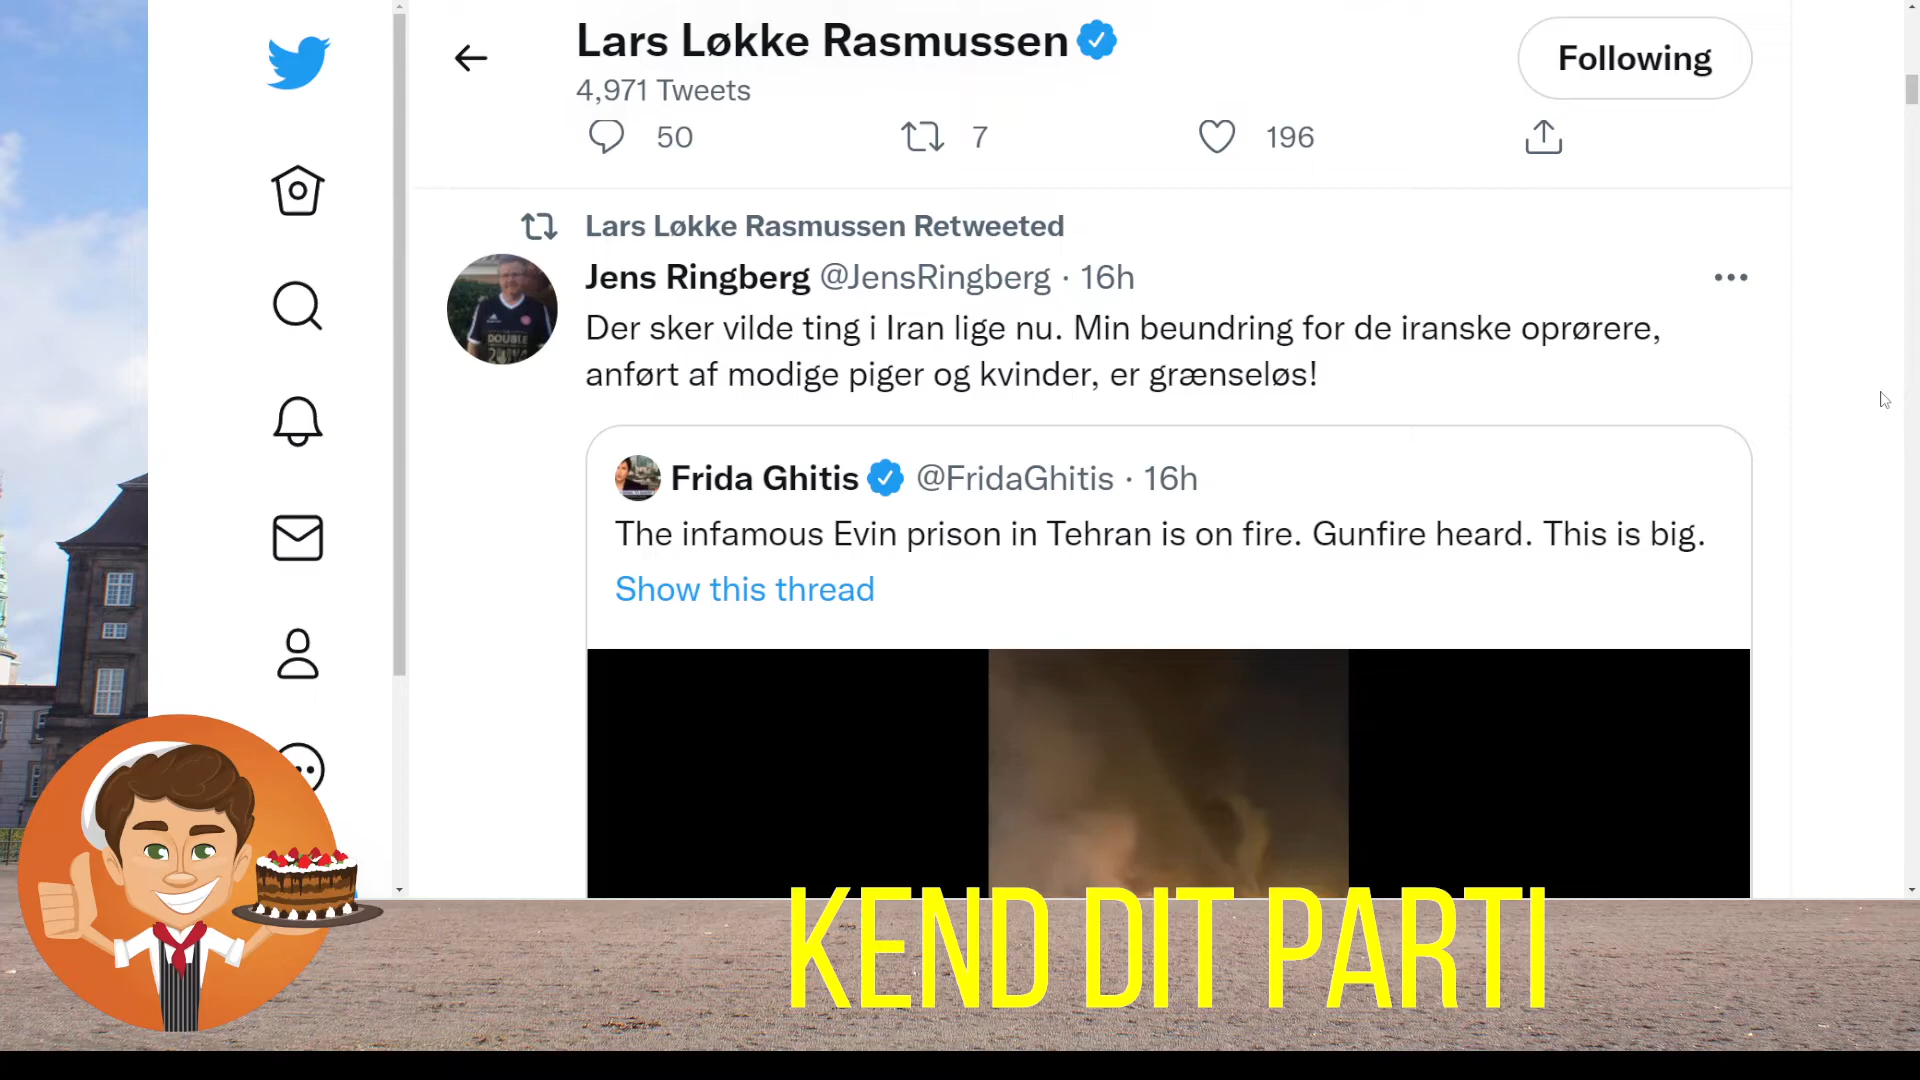 Lars Løkke Rasmussen
4,971 Tweets
Following
50 7 196
Lars Løkke Rasmussen Retweeted
Jens Ringberg @JensRingberg · 16h
Der sker vilde ting i Iran lige nu. Min beundring for de iranske oprørere,
anført af modige piger og kvinder, er grænseløs!
Frida Ghitis @FridaGhitis · 16h
The infamous Evin prison in Tehran is on fire. Gunfire heard. This is big.
Show this thread
KEND DIT PARTI